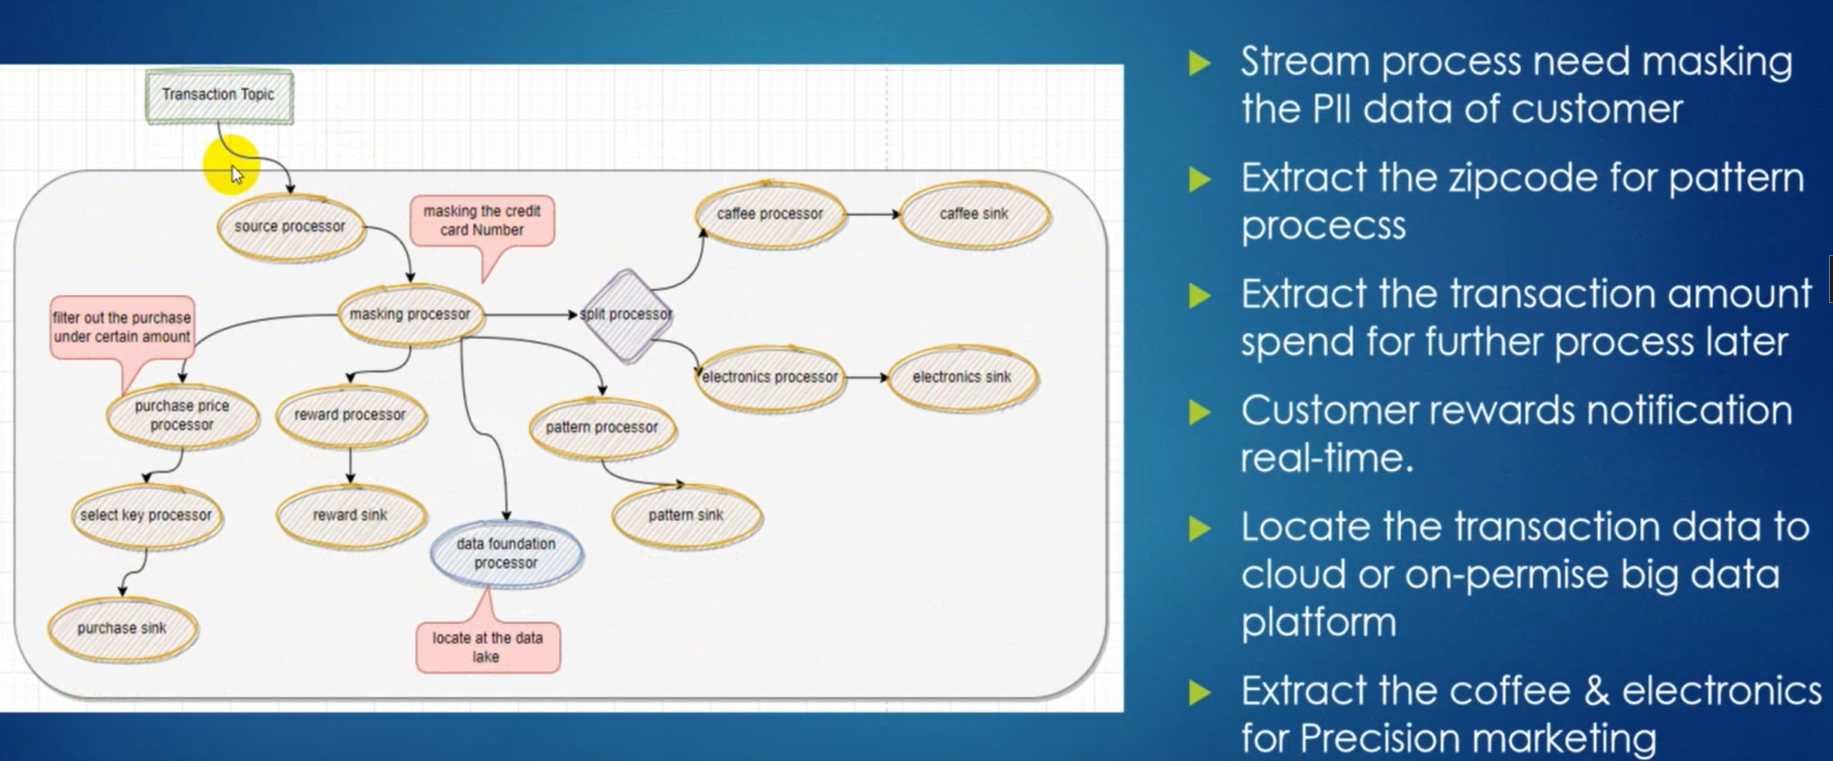 Transaction Topic
source processor
masking the credit
card Number
caffee processor
caffee sink
filter out the purchase
under certain amount
masking processor
split processor
electronics processor
electronics sink
purchase price
processor
reward processor
pattern processor
select key processor
reward sink
pattern sink
data foundation
processor
purchase sink
locate at the data
lake
Stream process need masking
the PII data of customer
Extract the zipcode for pattern
procecss
Extract the transaction amount
spend for further process later
Customer rewards notification
real-time.
Locate the transaction data to
cloud or on-permise big data
platform
Extract the coffee & electronics
for Precision marketing